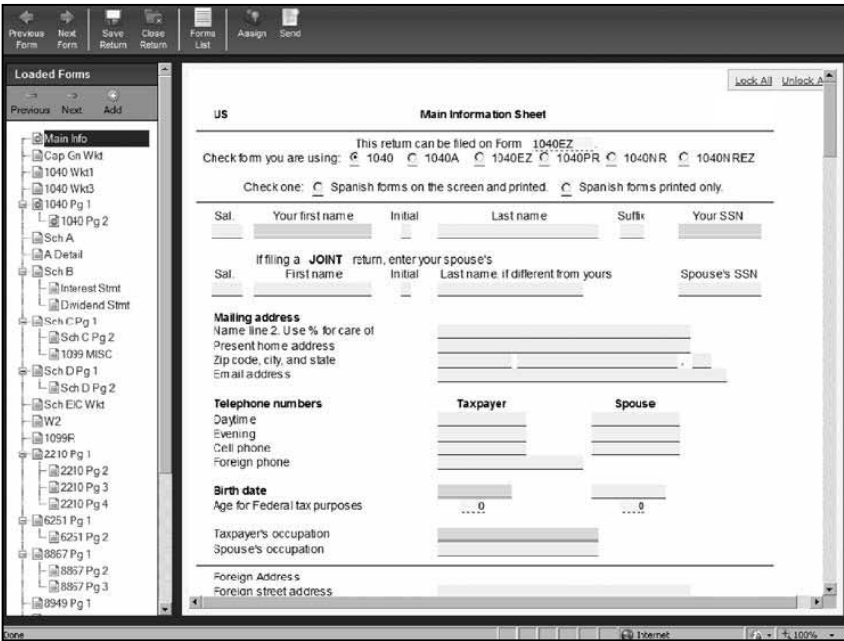 Previous Form Next Form Save Return Close Return Forms List Assign Send
Loaded Forms
Previous Next Add
Main Info
Cap Gn Wkt
1040 Wkt1
1040 Wkt3
1040 Pg 1
1040 Pg 2
Sch A
A Detail
Sch B
Interest Stmt
Dividend Stmt
Sch C Pg 1
Sch C Pg 2
1099 MISC
Sch D Pg 1
Sch D Pg 2
Sch EIC Wkt
W2
1099R
2210 Pg 1
2210 Pg 2
2210 Pg 3
2210 Pg 4
6251 Pg 1
6251 Pg 2
8867 Pg 1
8867 Pg 2
8867 Pg 3
8949 Pg 1
Lock All Unlock A
US Main Information Sheet
This return can be filed on Form 1040EZ .
Check form you are using: 1040 1040A 1040EZ 1040PR 1040NR 1040NREZ
Check one: Spanish forms on the screen and printed. Spanish forms printed only.
Sal. Your first name Initial Last name Suffix Your SSN
If filing a JOINT return, enter your spouse's
Sal. First name Initial Last name if different from yours Spouse's SSN
Mailing address
Name line 2. Use % for care of
Present home address
Zip code, city, and state ,
Email address
Telephone numbers Taxpayer Spouse
Daytime
Evening
Cell phone
Foreign phone
Birth date
Age for Federal tax purposes 0 0
Taxpayer's occupation
Spouse's occupation
Foreign Address
Foreign street address
Done Internet 100%